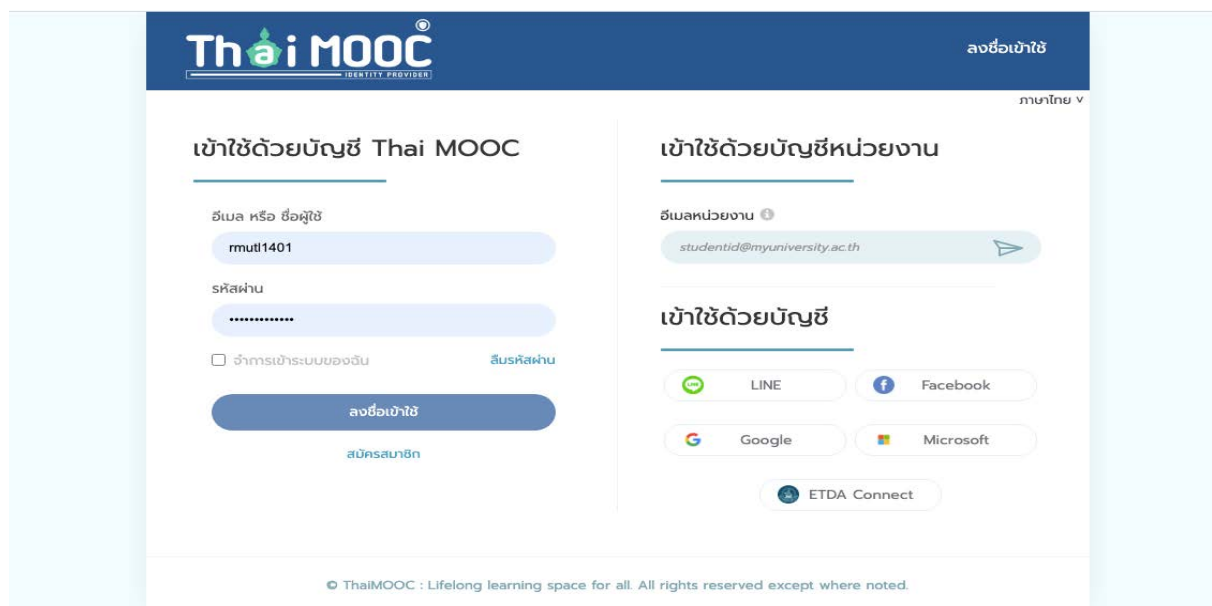 Thai MOOC
IDENTITY PROVIDER
ลงชื่อเข้าใช้
ภาษาไทย ˅
เข้าใช้ด้วยบัญชี Thai MOOC
อีเมล หรือ ชื่อผู้ใช้
rmutl1401
รหัสผ่าน
•••••••••••••
จำการเข้าระบบของฉัน
ลืมรหัสผ่าน
ลงชื่อเข้าใช้
สมัครสมาชิก
เข้าใช้ด้วยบัญชีหน่วยงาน
อีเมลหน่วยงาน
studentid@myuniversity.ac.th
เข้าใช้ด้วยบัญชี
LINE
Facebook
Google
Microsoft
ETDA Connect
© ThaiMOOC : Lifelong learning space for all. All rights reserved except where noted.